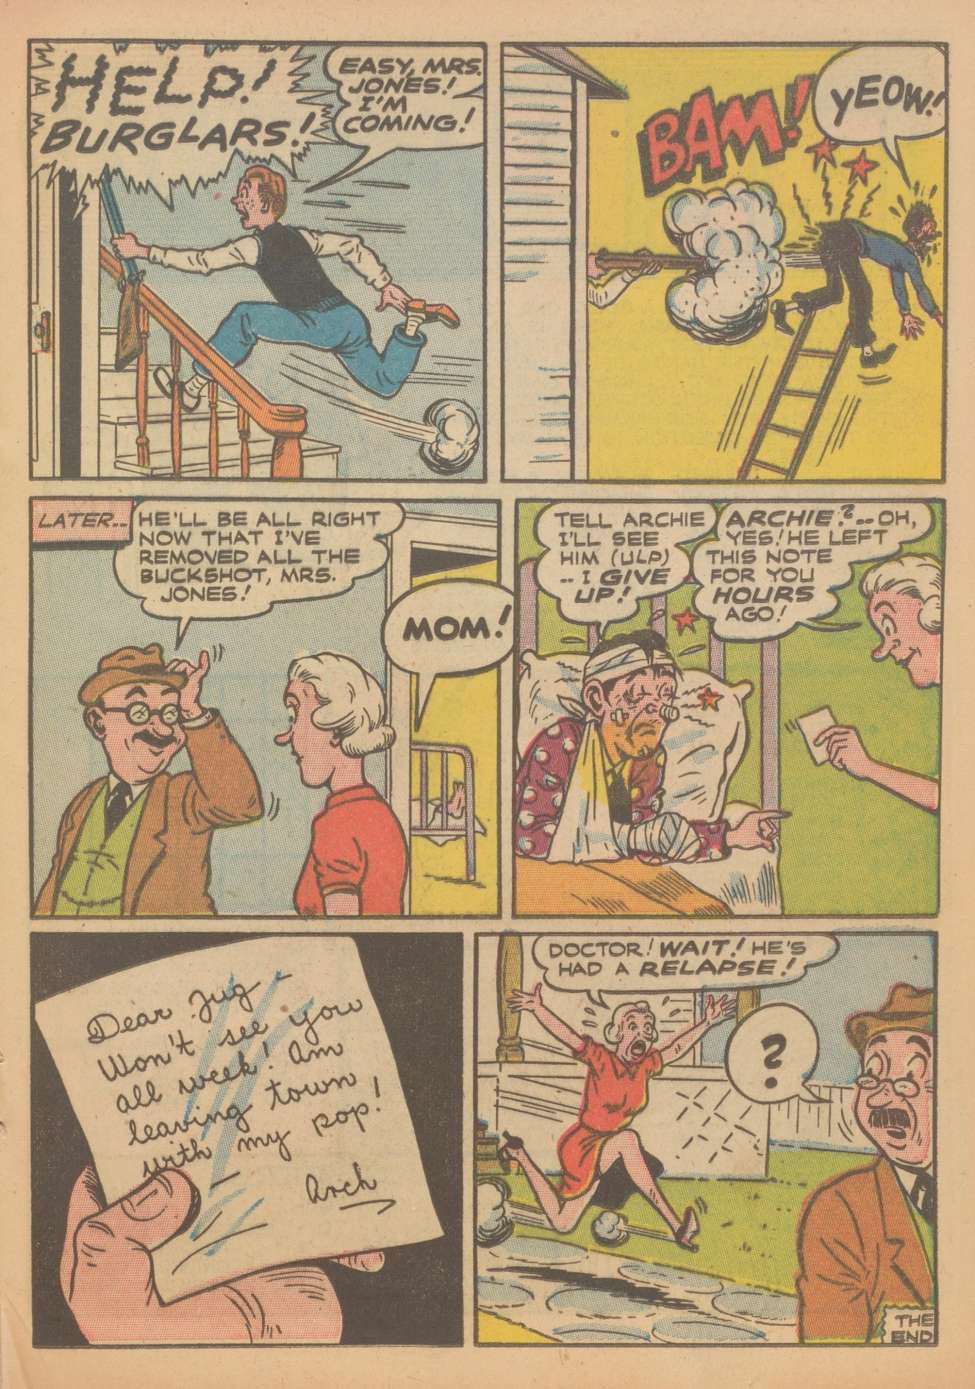 HELP!
BURGLARS!
EASY, MRS.
JONES!
I'M
COMING!
BAM!
YEOW!
LATER..
HE'LL BE ALL RIGHT
NOW THAT I'VE
REMOVED ALL THE
BUCKSHOT, MRS.
JONES!
MOM!
TELL ARCHIE
I'LL SEE
HIM (ULP)
-- I GIVE
UP!
ARCHIE? -- OH,
YES! HE LEFT
THIS NOTE
FOR YOU
HOURS
AGO!
Dear Jug —
Won't see you
all week! Am
leaving town
with my pop!
Arch
DOCTOR! WAIT! HE'S
HAD A RELAPSE!
?
THE
END